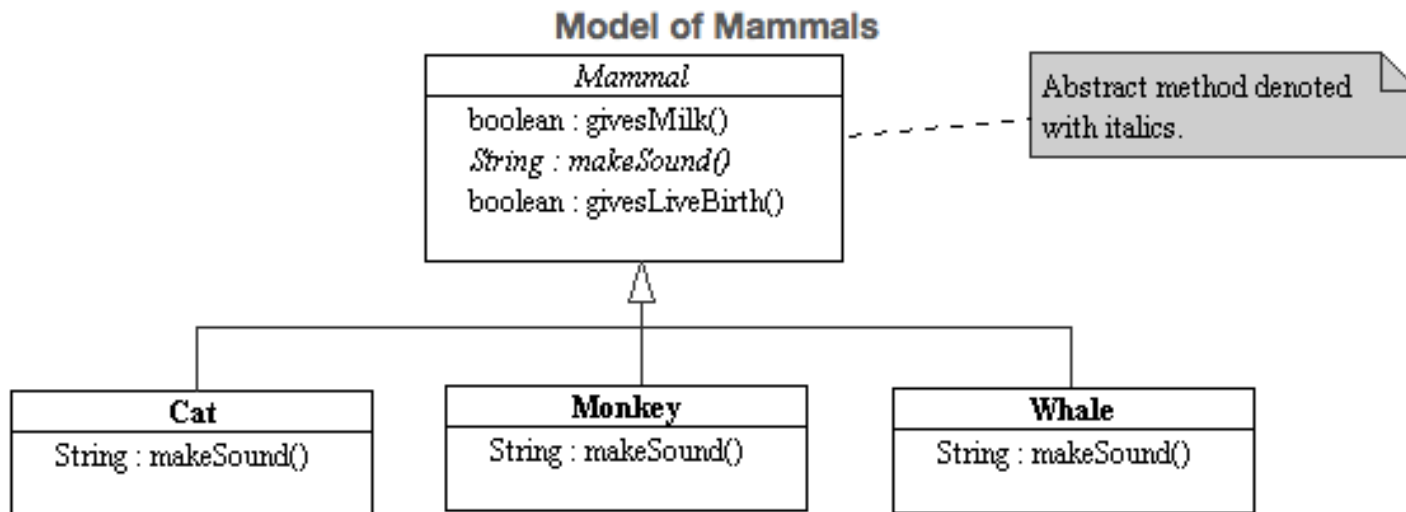 Model of Mammals
Mammal
boolean : givesMilk()
String : makeSound()
boolean : givesLiveBirth()
Abstract method denoted
with italics.
Cat
String : makeSound()
Monkey
String : makeSound()
Whale
String : makeSound()